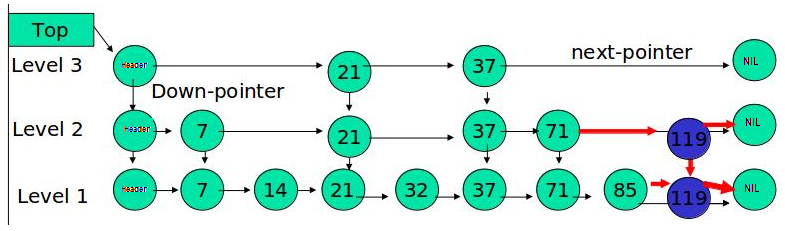 Top
Level 3 Header 21 37 next-pointer NIL
Down-pointer
Level 2 Header 7 21 37 71 119 NIL
Level 1 Header 7 14 21 32 37 71 85 119 NIL